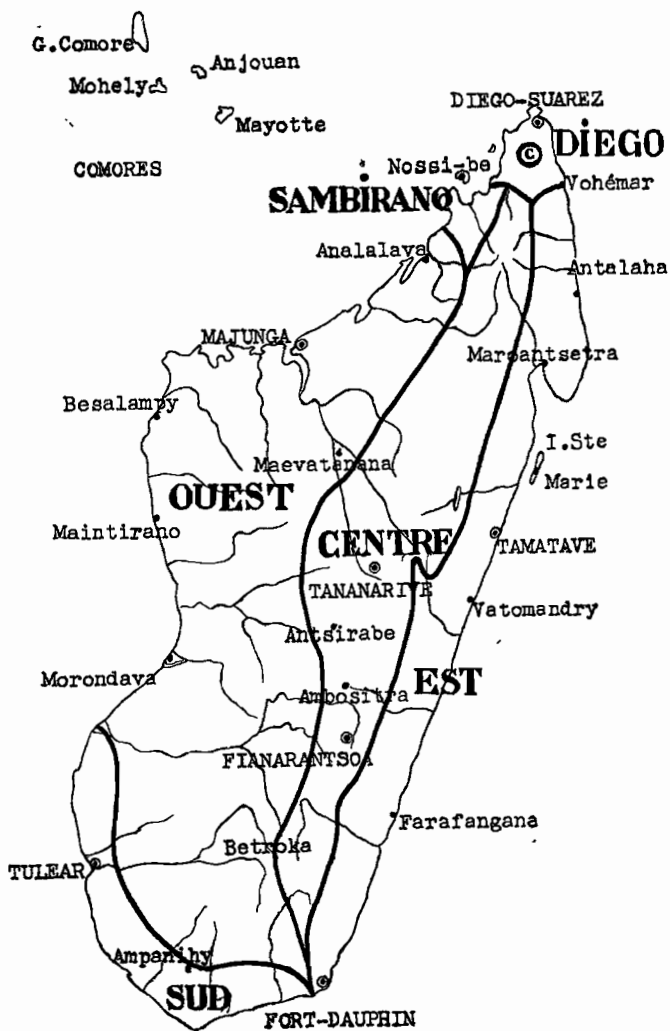 G.Comore
Anjouan
Mohely
Mayotte
DIEGO-SUAREZ
DIEGO
©
COMORES
Nossi-be
Vohémar
SAMBIRANO
Analalava
Antalaha
MAJUNGA
Maroantsetra
Besalampy
I.Ste
Marie
Maevatanana
OUEST
Maintirano
CENTRE
TAMATAVE
TANANARIVE
Vatomandry
Antsirabe
Morondava
Ambositra
EST
FIANARANTSOA
Farafangana
Betroka
TULEAR
Ampanihy
SUD
FORT-DAUPHIN